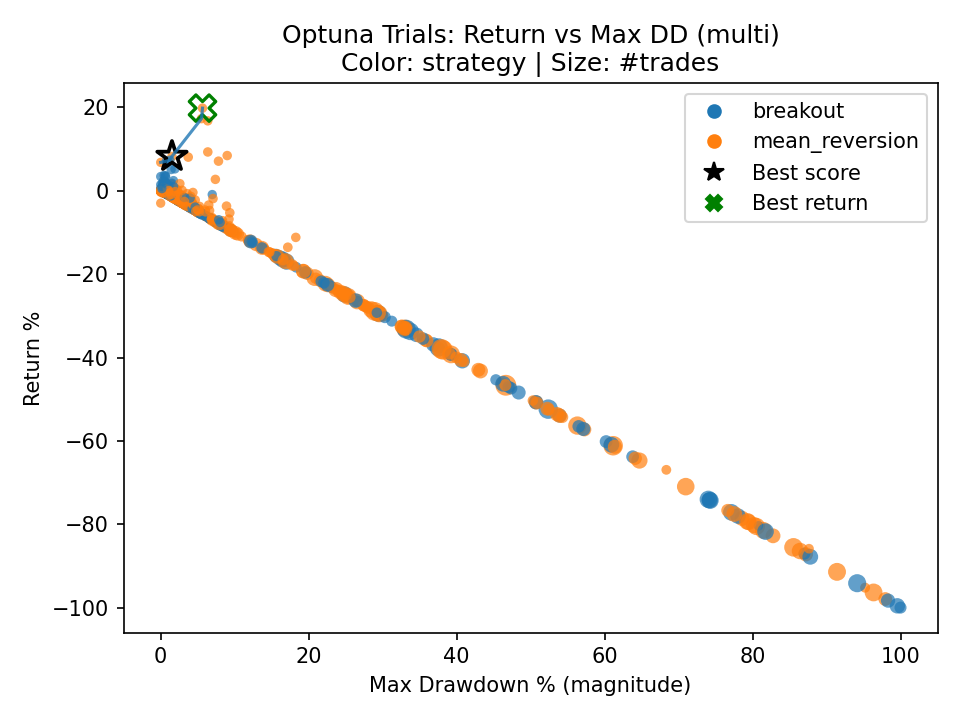 Optuna Trials: Return vs Max DD (multi)
Color: strategy | Size: #trades
breakout
mean_reversion
Best score
Best return
Return %
20
0
−20
−40
−60
−80
−100
0
20
40
60
80
100
Max Drawdown % (magnitude)